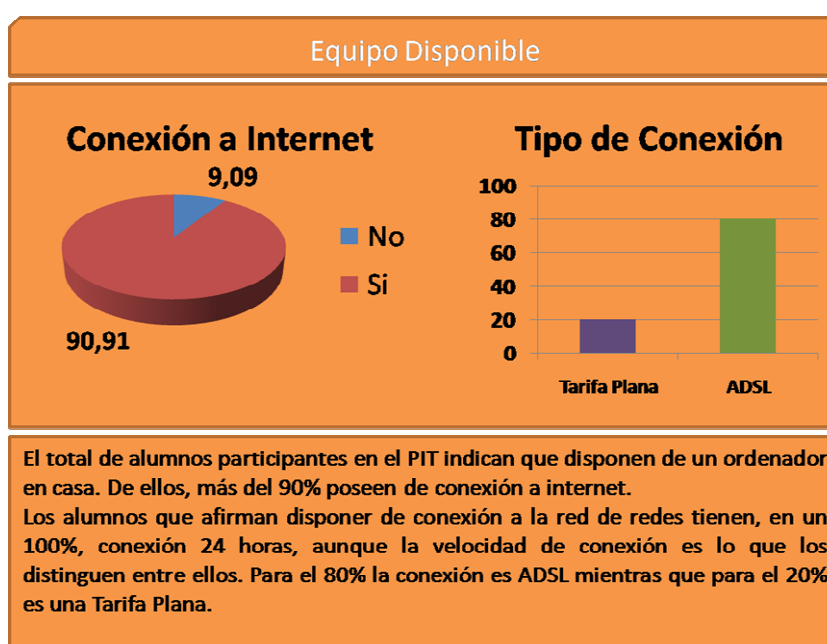 Equipo Disponible
Conexión a Internet
9,09
No
Si
90,91
Tipo de Conexión
100
80
60
40
20
0
Tarifa Plana
ADSL
El total de alumnos participantes en el PIT indican que disponen de un ordenador
en casa. De ellos, más del 90% poseen de conexión a internet.
Los alumnos que afirman disponer de conexión a la red de redes tienen, en un
100%, conexión 24 horas, aunque la velocidad de conexión es lo que los
distinguen entre ellos. Para el 80% la conexión es ADSL mientras que para el 20%
es una Tarifa Plana.